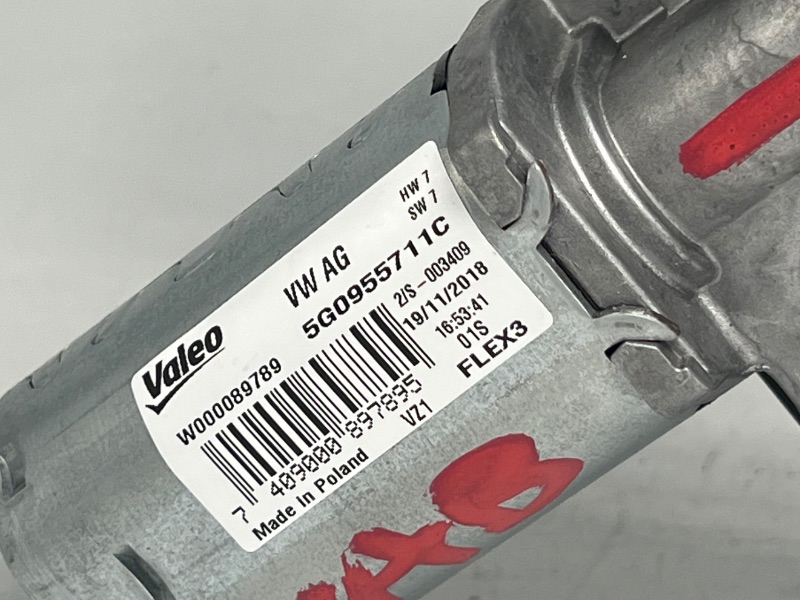 Valeo
VW AG
HW 7
SW 7
W000089789
5G0955711C
2/S-003409
19/11/2018
16:53:41
01S
FLEX3
7 409000 897895
VZ1
Made In Poland